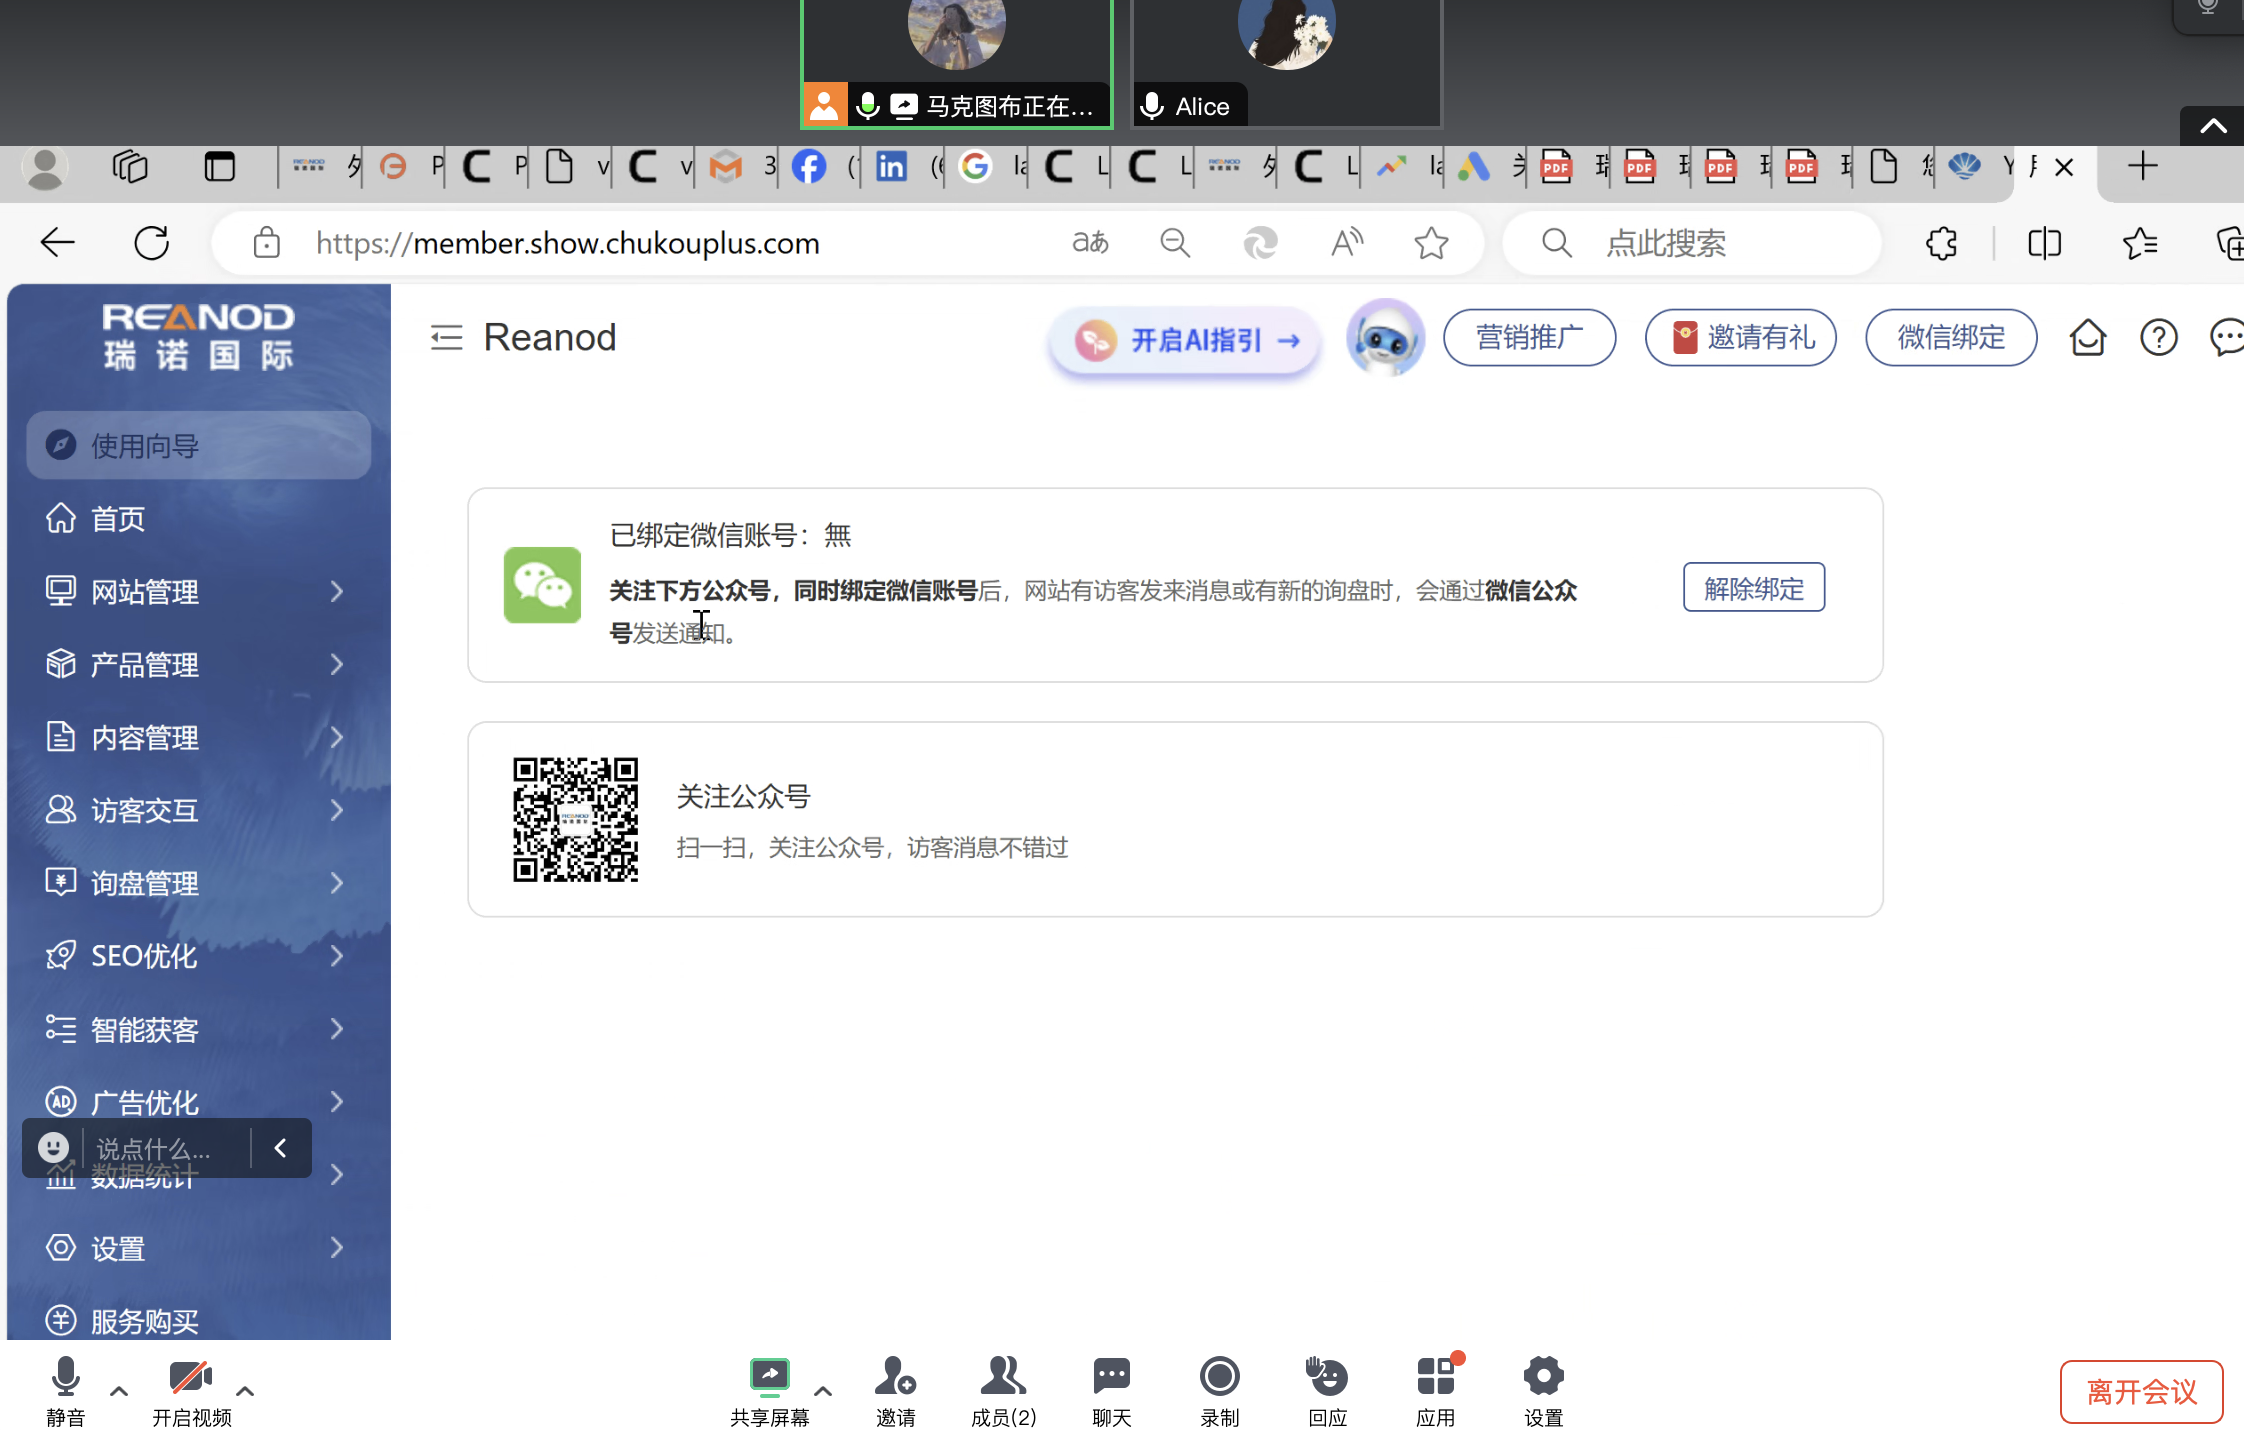 马克图布正在...
Alice
https://member.show.chukouplus.com
点此搜索
REANOD
瑞诺国际
Reanod
开启AI指引 →
营销推广
邀请有礼
微信绑定
使用向导
首页
网站管理
产品管理
内容管理
访客交互
询盘管理
SEO优化
智能获客
广告优化
说点什么...
数据统计
设置
服务购买
已绑定微信账号：無
关注下方公众号，同时绑定微信账号后，网站有访客发来消息或有新的询盘时，会通过微信公众
号发送通知。
解除绑定
关注公众号
扫一扫，关注公众号，访客消息不错过
静音
开启视频
共享屏幕
邀请
成员(2)
聊天
录制
回应
应用
设置
离开会议